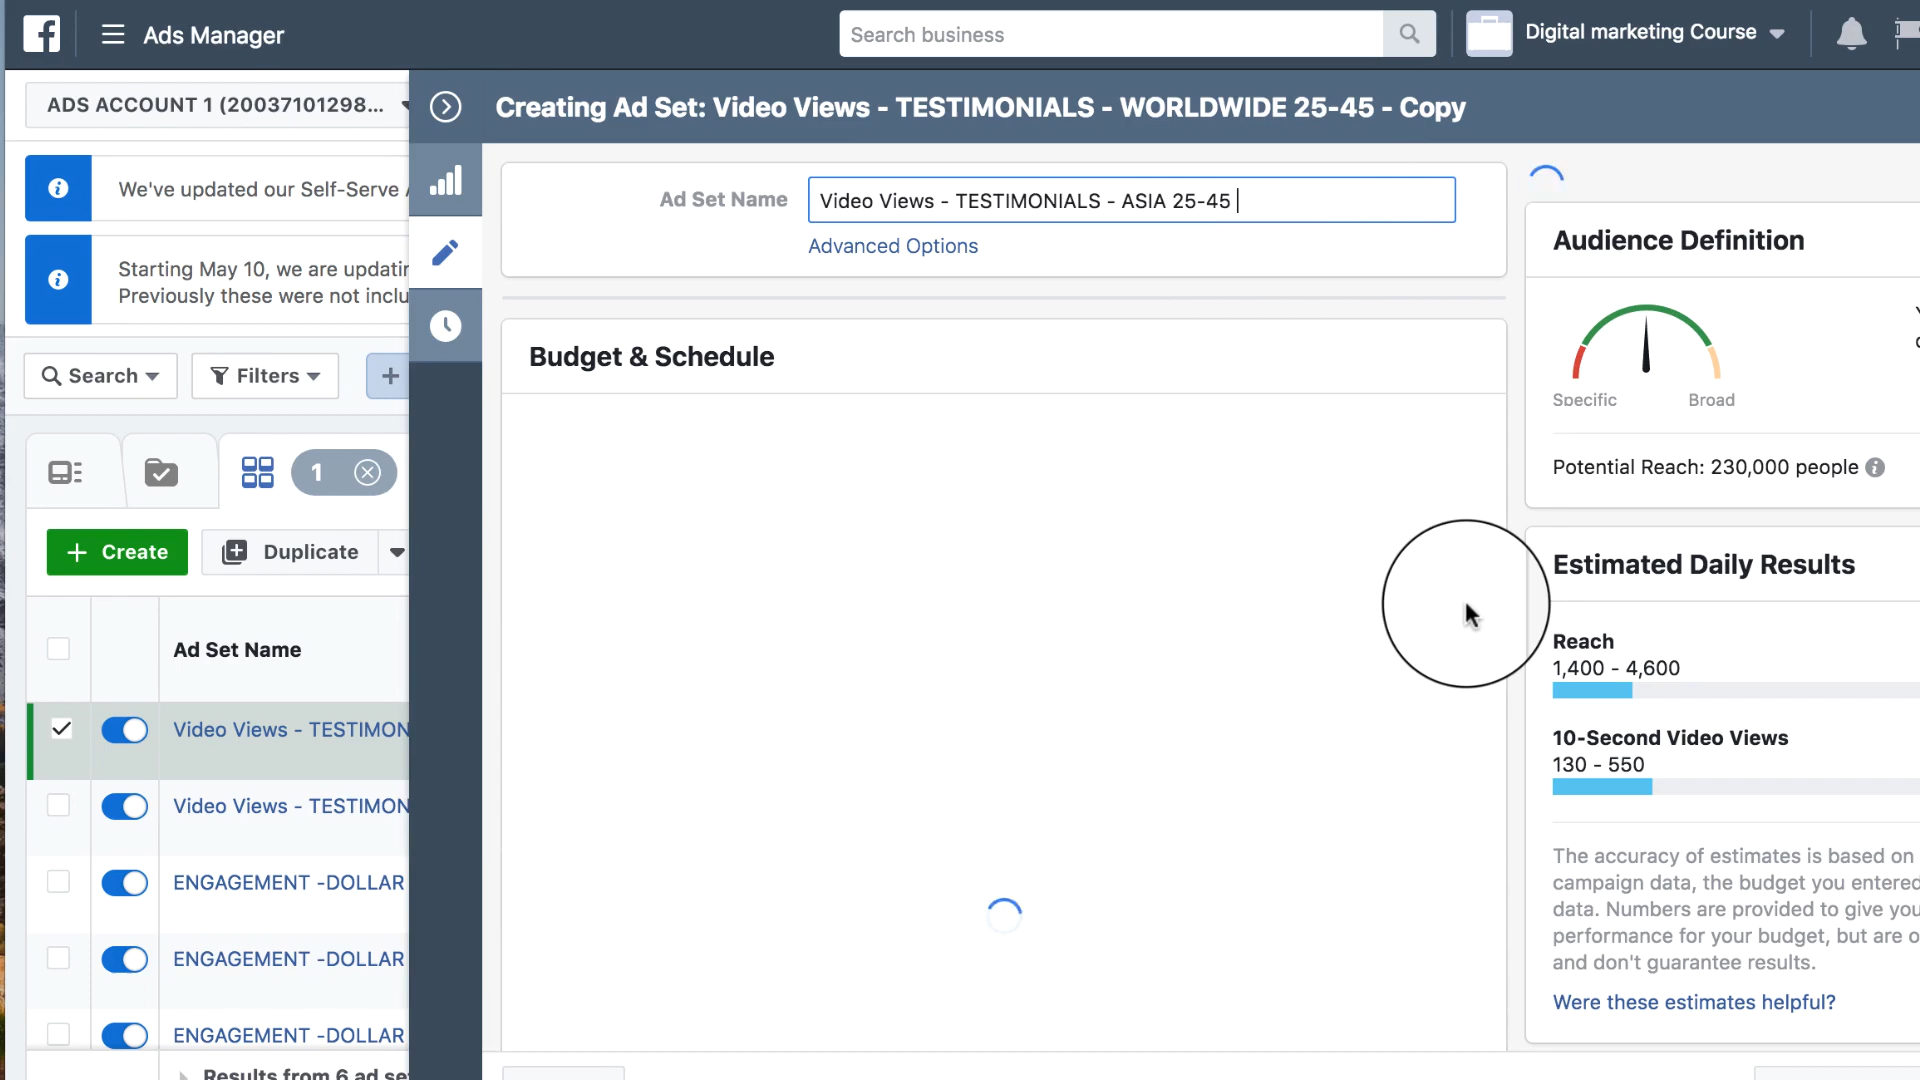 Ads Manager
Search business
Digital marketing Course
ADS ACCOUNT 1 (20037101298...
Creating Ad Set: Video Views - TESTIMONIALS - WORLDWIDE 25-45 - Copy
We've updated our Self-Serve
Starting May 10, we are updatin
Previously these were not inclu
Search
Filters
1
Create
Duplicate
Ad Set Name
Video Views - TESTIMON
Video Views - TESTIMON
ENGAGEMENT -DOLLAR
ENGAGEMENT -DOLLAR
ENGAGEMENT -DOLLAR
Results from 6 ad se
Ad Set Name
Video Views - TESTIMONIALS - ASIA 25-45
Advanced Options
Budget & Schedule
Audience Definition
Specific
Broad
Potential Reach: 230,000 people
Estimated Daily Results
Reach
1,400 - 4,600
10-Second Video Views
130 - 550
The accuracy of estimates is based on
campaign data, the budget you entered
data. Numbers are provided to give you
performance for your budget, but are o
and don't guarantee results.
Were these estimates helpful?